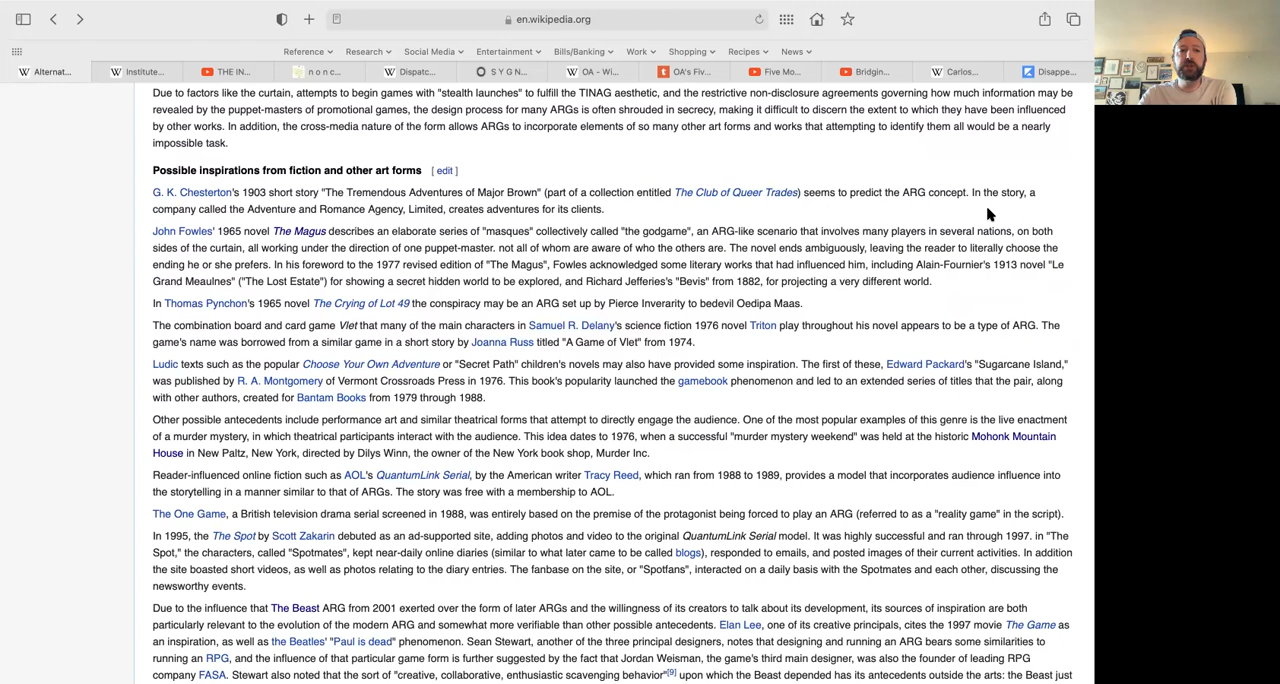 en.wikipedia.org
Reference Research Social Media Entertainment Bills/Banking Work Shopping Recipes News
Alternat... Institute... THE IN... n o n c... Dispatc... S Y G N... OA - Wi... OA's Fiv... Five Mo... Bridgin... Carlos... Disappe...
Due to factors like the curtain, attempts to begin games with "stealth launches" to fulfill the TINAG aesthetic, and the restrictive non-disclosure agreements governing how much information may be
revealed by the puppet-masters of promotional games, the design process for many ARGs is often shrouded in secrecy, making it difficult to discern the extent to which they have been influenced
by other works. In addition, the cross-media nature of the form allows ARGs to incorporate elements of so many other art forms and works that attempting to identify them all would be a nearly
impossible task.
Possible inspirations from fiction and other art forms [ edit ]
G. K. Chesterton's 1903 short story "The Tremendous Adventures of Major Brown" (part of a collection entitled The Club of Queer Trades) seems to predict the ARG concept. In the story, a
company called the Adventure and Romance Agency, Limited, creates adventures for its clients.
John Fowles' 1965 novel The Magus describes an elaborate series of "masques" collectively called "the godgame", an ARG-like scenario that involves many players in several nations, on both
sides of the curtain, all working under the direction of one puppet-master. not all of whom are aware of who the others are. The novel ends ambiguously, leaving the reader to literally choose the
ending he or she prefers. In his foreword to the 1977 revised edition of "The Magus", Fowles acknowledged some literary works that had influenced him, including Alain-Fournier's 1913 novel "Le
Grand Meaulnes" ("The Lost Estate") for showing a secret hidden world to be explored, and Richard Jefferies's "Bevis" from 1882, for projecting a very different world.
In Thomas Pynchon's 1965 novel The Crying of Lot 49 the conspiracy may be an ARG set up by Pierce Inverarity to bedevil Oedipa Maas.
The combination board and card game Vlet that many of the main characters in Samuel R. Delany's science fiction 1976 novel Triton play throughout his novel appears to be a type of ARG. The
game's name was borrowed from a similar game in a short story by Joanna Russ titled "A Game of Vlet" from 1974.
Ludic texts such as the popular Choose Your Own Adventure or "Secret Path" children's novels may also have provided some inspiration. The first of these, Edward Packard's "Sugarcane Island,"
was published by R. A. Montgomery of Vermont Crossroads Press in 1976. This book's popularity launched the gamebook phenomenon and led to an extended series of titles that the pair, along
with other authors, created for Bantam Books from 1979 through 1988.
Other possible antecedents include performance art and similar theatrical forms that attempt to directly engage the audience. One of the most popular examples of this genre is the live enactment
of a murder mystery, in which theatrical participants interact with the audience. This idea dates to 1976, when a successful "murder mystery weekend" was held at the historic Mohonk Mountain
House in New Paltz, New York, directed by Dilys Winn, the owner of the New York book shop, Murder Inc.
Reader-influenced online fiction such as AOL's QuantumLink Serial, by the American writer Tracy Reed, which ran from 1988 to 1989, provides a model that incorporates audience influence into
the storytelling in a manner similar to that of ARGs. The story was free with a membership to AOL.
The One Game, a British television drama serial screened in 1988, was entirely based on the premise of the protagonist being forced to play an ARG (referred to as a "reality game" in the script).
In 1995, the The Spot by Scott Zakarin debuted as an ad-supported site, adding photos and video to the original QuantumLink Serial model. It was highly successful and ran through 1997. in "The
Spot," the characters, called "Spotmates", kept near-daily online diaries (similar to what later came to be called blogs), responded to emails, and posted images of their current activities. In addition
the site boasted short videos, as well as photos relating to the diary entries. The fanbase on the site, or "Spotfans", interacted on a daily basis with the Spotmates and each other, discussing the
newsworthy events.
Due to the influence that The Beast ARG from 2001 exerted over the form of later ARGs and the willingness of its creators to talk about its development, its sources of inspiration are both
particularly relevant to the evolution of the modern ARG and somewhat more verifiable than other possible antecedents. Elan Lee, one of its creative principals, cites the 1997 movie The Game as
an inspiration, as well as the Beatles' "Paul is dead" phenomenon. Sean Stewart, another of the three principal designers, notes that designing and running an ARG bears some similarities to
running an RPG, and the influence of that particular game form is further suggested by the fact that Jordan Weisman, the game's third main designer, was also the founder of leading RPG
company FASA. Stewart also noted that the sort of "creative, collaborative, enthusiastic scavenging behavior"[9] upon which the Beast depended has its antecedents outside the arts: the Beast just